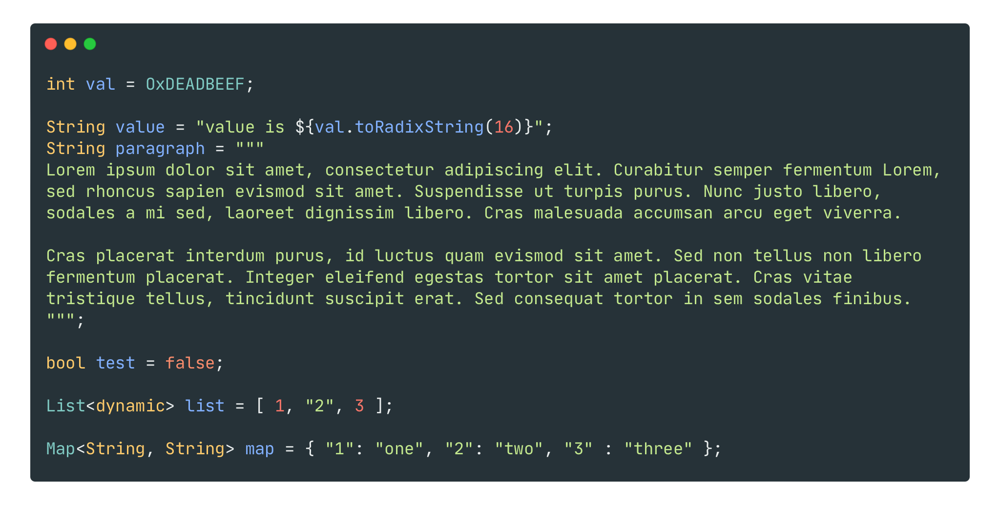 int val = 0xDEADBEEF;
String value = "value is ${val.toRadixString(16)}";
String paragraph = """
Lorem ipsum dolor sit amet, consectetur adipiscing elit. Curabitur semper fermentum Lorem,
sed rhoncus sapien evismod sit amet. Suspendisse ut turpis purus. Nunc justo libero,
sodales a mi sed, laoreet dignissim libero. Cras malesuada accumsan arcu eget viverra.
Cras placerat interdum purus, id luctus quam evismod sit amet. Sed non tellus non libero
fermentum placerat. Integer eleifend egestas tortor sit amet placerat. Cras vitae
tristique tellus, tincidunt suscipit erat. Sed consequat tortor in sem sodales finibus.
""";
bool test = false;
List<dynamic> list = [ 1, "2", 3 ];
Map<String, String> map = { "1": "one", "2": "two", "3" : "three" };